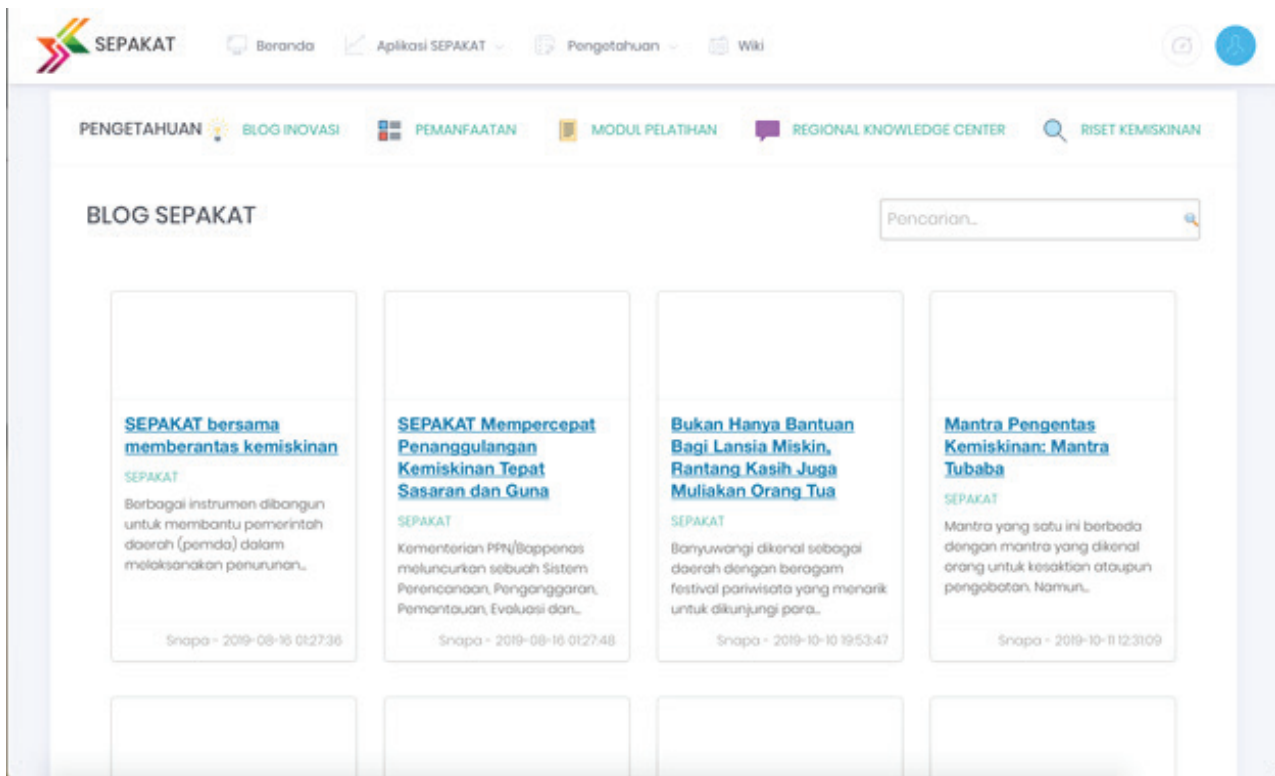 SEPAKAT Beranda Aplikasi SEPAKAT Pengetahuan Wiki
PENGETAHUAN BLOG INOVASI PEMANFAATAN MODUL PELATIHAN REGIONAL KNOWLEDGE CENTER RISET KEMISKINAN
BLOG SEPAKAT
Pencarian...
SEPAKAT bersama
memberantas kemiskinan
SEPAKAT
Berbagai instrumen dibangun
untuk membantu pemerintah
daerah (pemda) dalam
melaksanakan penurunan...
Snapa - 2019-08-16 01:27:36
SEPAKAT Mempercepat
Penanggulangan
Kemiskinan Tepat
Sasaran dan Guna
SEPAKAT
Kementerian PPN/Bappenas
meluncurkan sebuah Sistem
Perencanaan, Penganggaran,
Pemantauan, Evaluasi dan...
Snapa - 2019-08-16 01:27:48
Bukan Hanya Bantuan
Bagi Lansia Miskin,
Rantang Kasih Juga
Muliakan Orang Tua
SEPAKAT
Banyuwangi dikenal sebagai
daerah dengan beragam
festival pariwisata yang menarik
untuk dikunjungi para...
Snapa - 2019-10-10 19:53:47
Mantra Pengentas
Kemiskinan: Mantra
Tubaba
SEPAKAT
Mantra yang satu ini berbeda
dengan mantra yang dikenal
orang untuk kesaktian ataupun
pengobatan. Namun...
Snapa - 2019-10-11 12:31:09